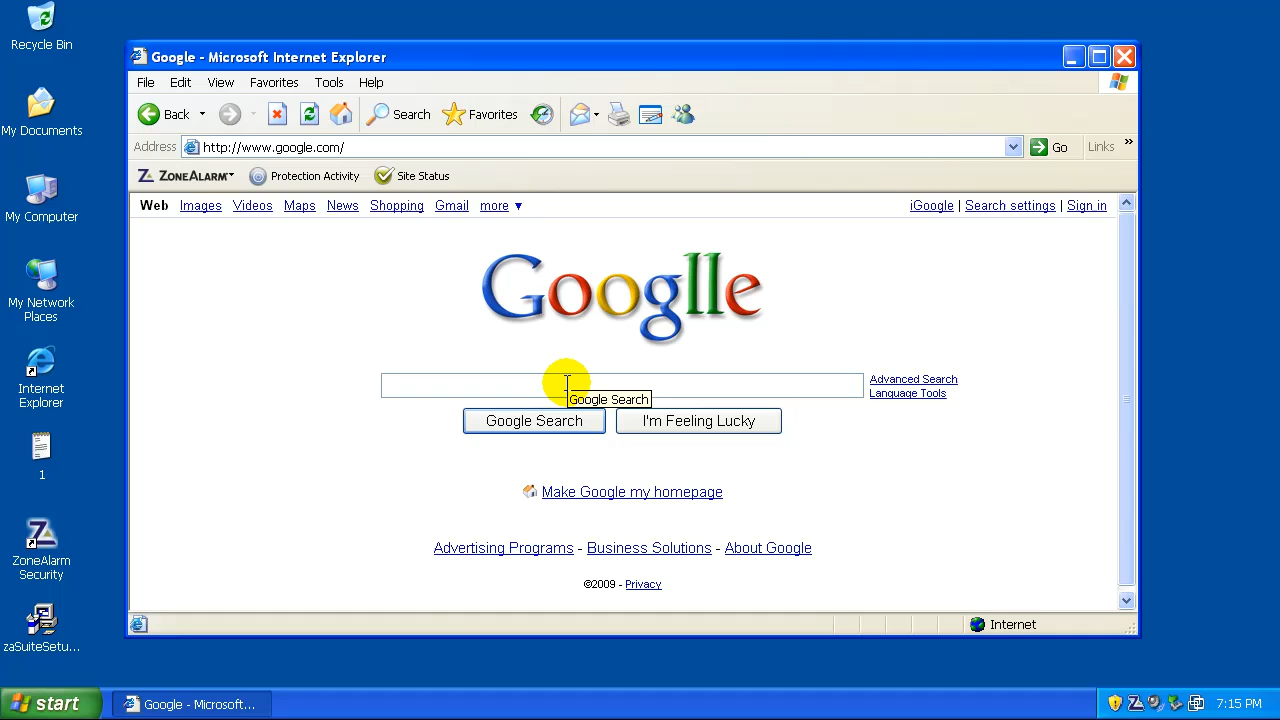 Recycle Bin
My Documents
My Computer
My Network
Places
Internet
Explorer
1
ZoneAlarm
Security
zaSuiteSetu...
Google - Microsoft Internet Explorer
File Edit View Favorites Tools Help
Back Search Favorites
Address http://www.google.com/ Go Links »
ZONEALARM Protection Activity Site Status
Web Images Videos Maps News Shopping Gmail more ▼ iGoogle | Search settings | Sign in
Googlle
Advanced Search
Language Tools
Google Search
Google Search I'm Feeling Lucky
Make Google my homepage
Advertising Programs - Business Solutions - About Google
©2009 - Privacy
Internet
start Google - Microsoft... 7:15 PM